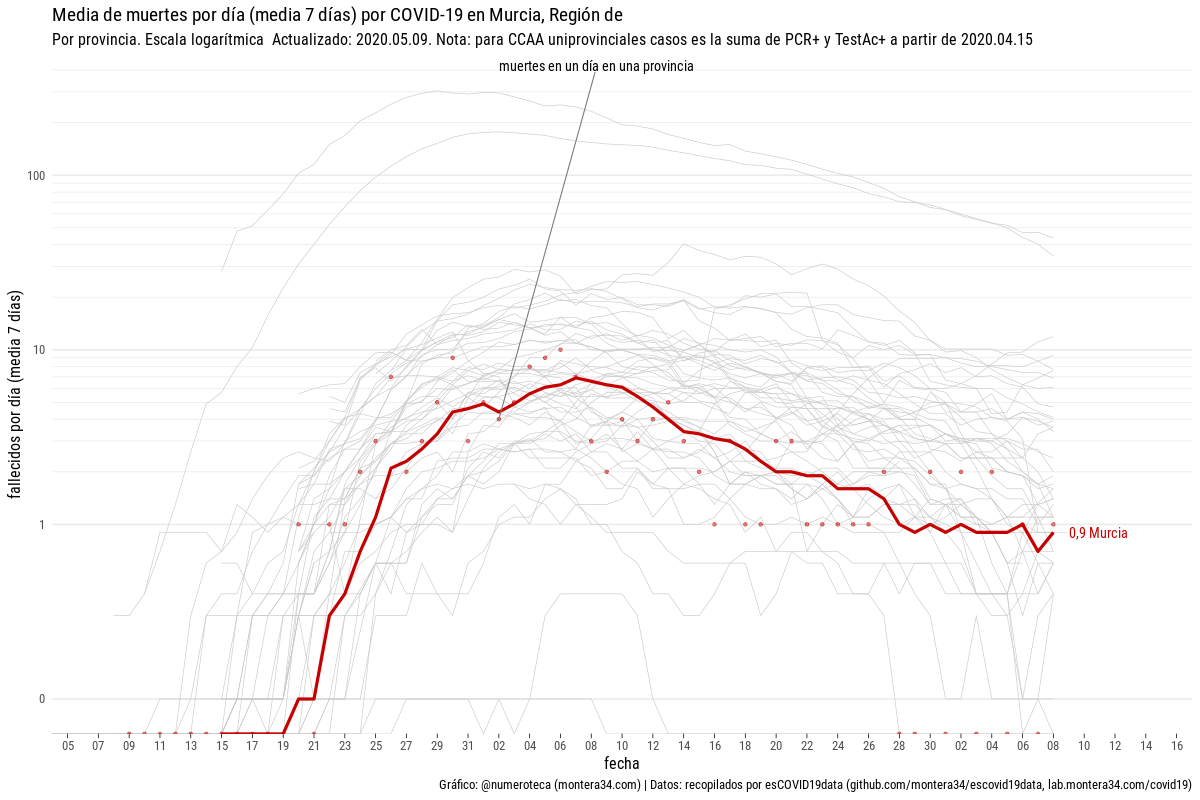 Media de muertes por día (media 7 días) por COVID-19 en Murcia, Región de
Por provincia. Escala logarítmica  Actualizado: 2020.05.09. Nota: para CCAA uniprovinciales casos es la suma de PCR+ y TestAc+ a partir de 2020.04.15
muertes en un día en una provincia
fallecidos por día (media  7 días)
100
10
1
0
0,9 Murcia
05 07 09 11 13 15 17 19 21 23 25 27 29 31 02 04 06 08 10 12 14 16 18 20 22 24 26 28 30 02 04 06 08 10 12 14 16
fecha
Gráfico: @numeroteca (montera34.com) | Datos: recopilados por esCOVID19data (github.com/montera34/escovid19data, lab.montera34.com/covid19)